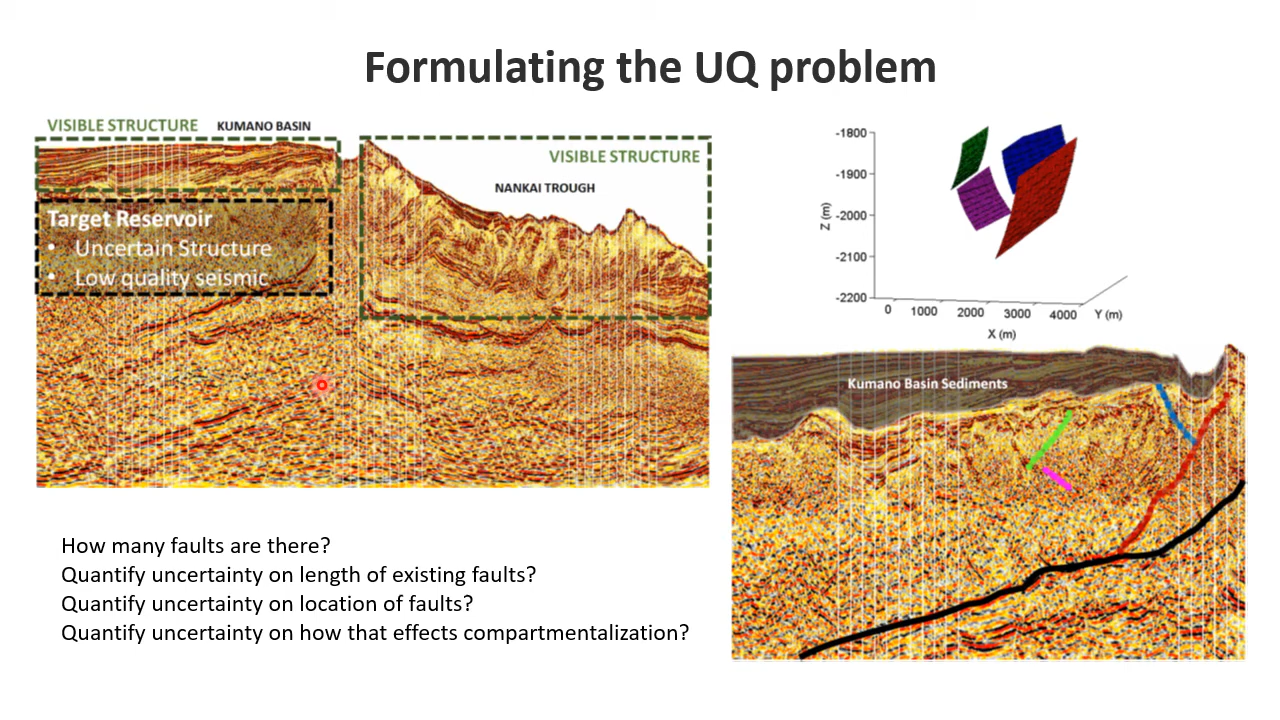 Formulating the UQ problem
VISIBLE STRUCTURE KUMANO BASIN
VISIBLE STRUCTURE
NANKAI TROUGH
Target Reservoir
• Uncertain Structure
• Low quality seismic
-1800
-1900
-2000
-2100
-2200
Z (m)
0 1000 2000 3000 4000 Y (m)
X (m)
Kumano Basin Sediments
How many faults are there?
Quantify uncertainty on length of existing faults?
Quantify uncertainty on location of faults?
Quantify uncertainty on how that effects compartmentalization?